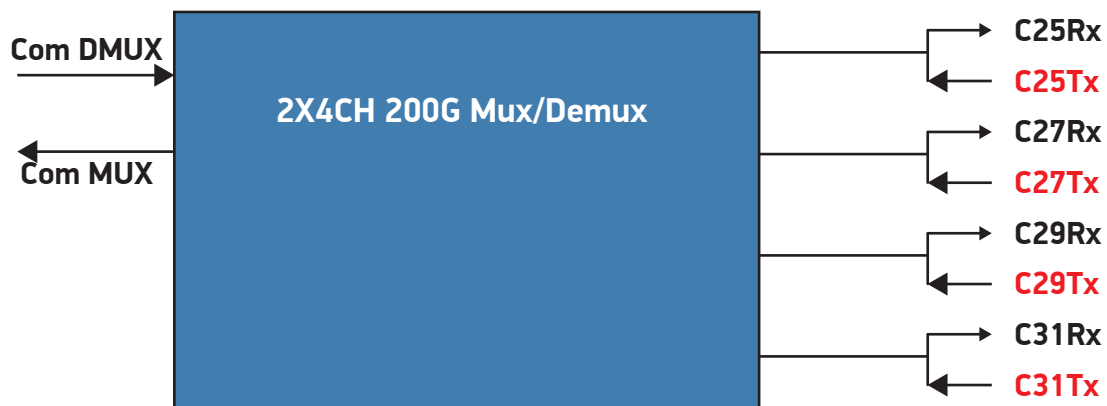 Com DMUX
Com MUX
2X4CH 200G Mux/Demux
C25Rx
C25Tx
C27Rx
C27Tx
C29Rx
C29Tx
C31Rx
C31Tx